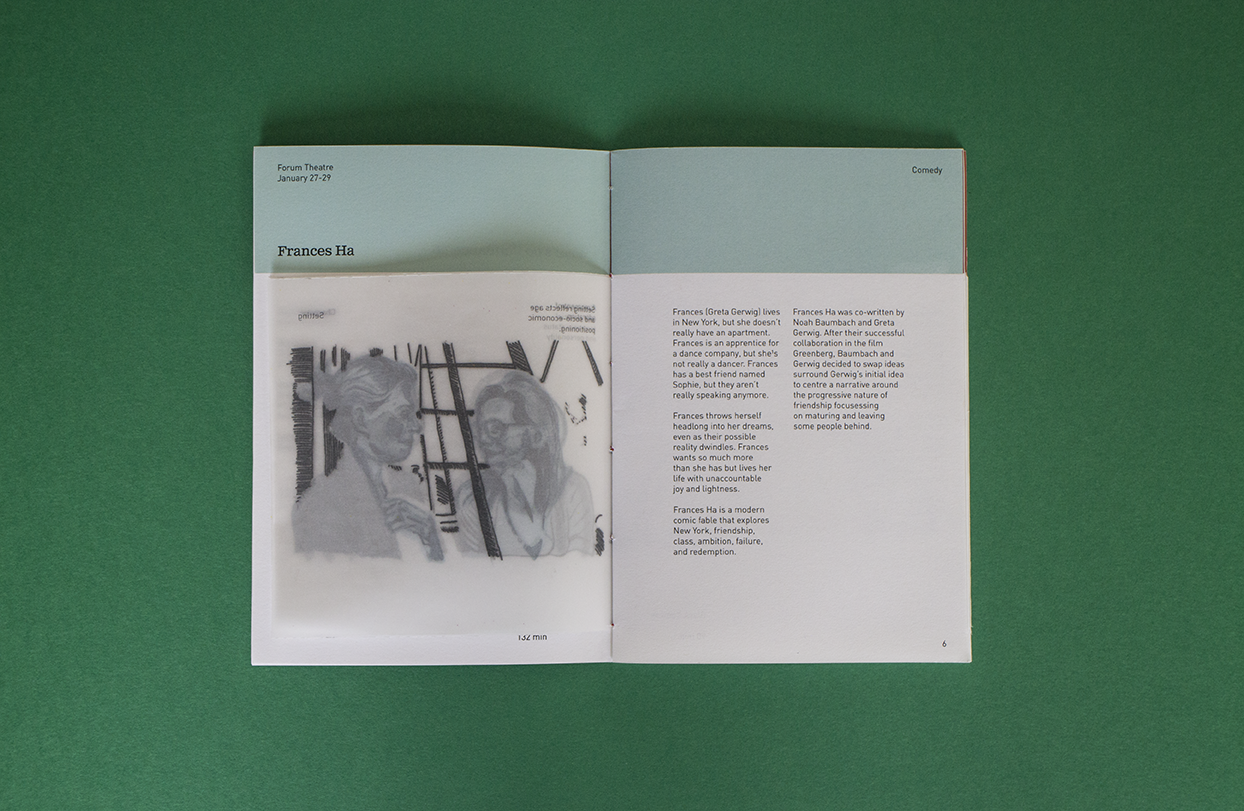 Forum Theatre
January 27-29
Frances Ha
Setting
Setting reflects age
and socio-economic
positioning.
132 min
Comedy
Frances (Greta Gerwig) lives
in New York, but she doesn't
really have an apartment.
Frances is an apprentice for
a dance company, but she's
not really a dancer. Frances
has a best friend named
Sophie, but they aren't
really speaking anymore.
Frances throws herself
headlong into her dreams,
even as their possible
reality dwindles. Frances
wants so much more
than she has but lives her
life with unaccountable
joy and lightness.
Frances Ha is a modern
comic fable that explores
New York, friendship,
class, ambition, failure,
and redemption.
Frances Ha was co-written by
Noah Baumbach and Greta
Gerwig. After their successful
collaboration in the film
Greenberg, Baumbach and
Gerwig decided to swap ideas
surround Gerwig's initial idea
to centre a narrative around
the progressive nature of
friendship focusessing
on maturing and leaving
some people behind.
6